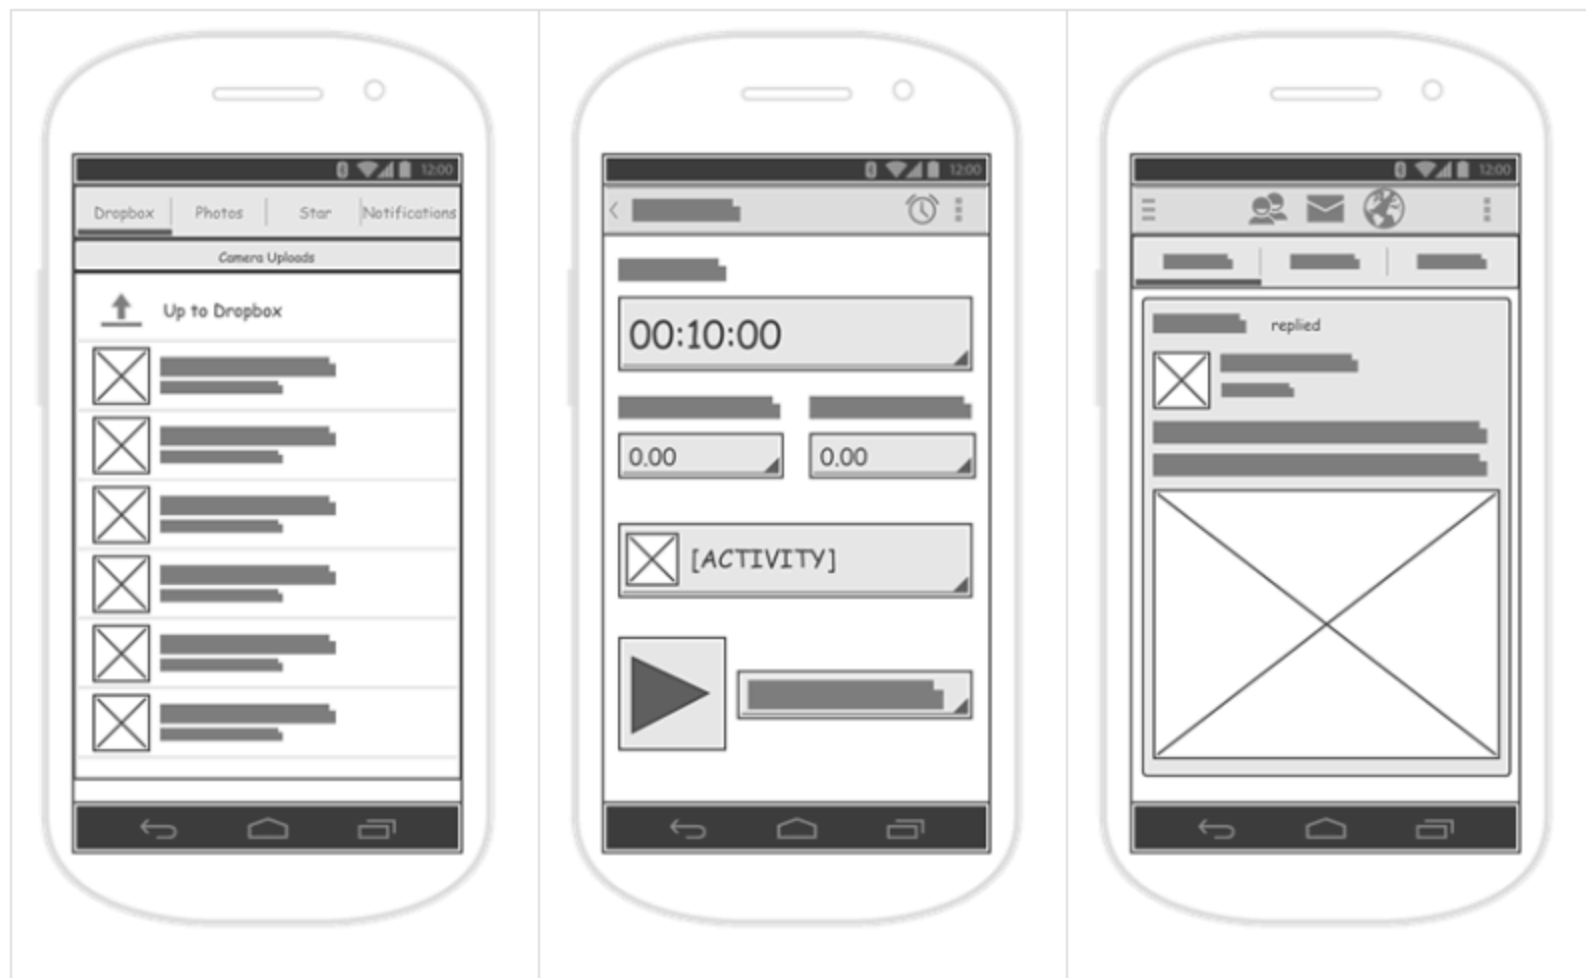 12:00
Dropbox Photos Star Notifications
Camera Uploads
Up to Dropbox
12:00
00:10:00
0.00 0.00
[ACTIVITY]
12:00
replied